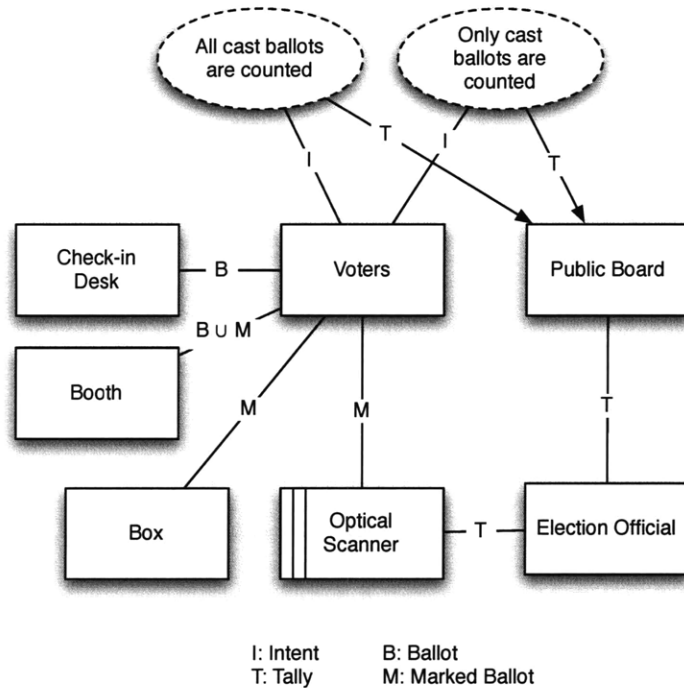 All cast ballots
are counted
Only cast
ballots are
counted
T
I
I
T
Check-in
Desk
B
Voters
Public Board
B ∪ M
Booth
M
M
T
Box
Optical
Scanner
T
Election Official
I: Intent
B: Ballot
T: Tally
M: Marked Ballot